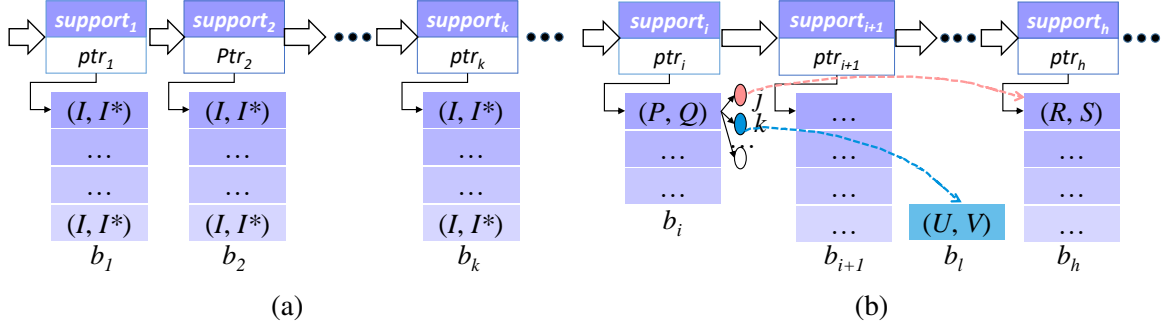 support1 support2 supportk supporti supporti+1 supporth
ptr1 Ptr2 ptrk ptri ptri+1 ptrh
(I, I*) (I, I*) (I, I*) (P, Q) j … (R, S)
k
… … … … … … …
… … … … … …
(I, I*) (I, I*) (I, I*) bi … (U, V) …
b1 b2 bk bi+1 bl bh
(a) (b)